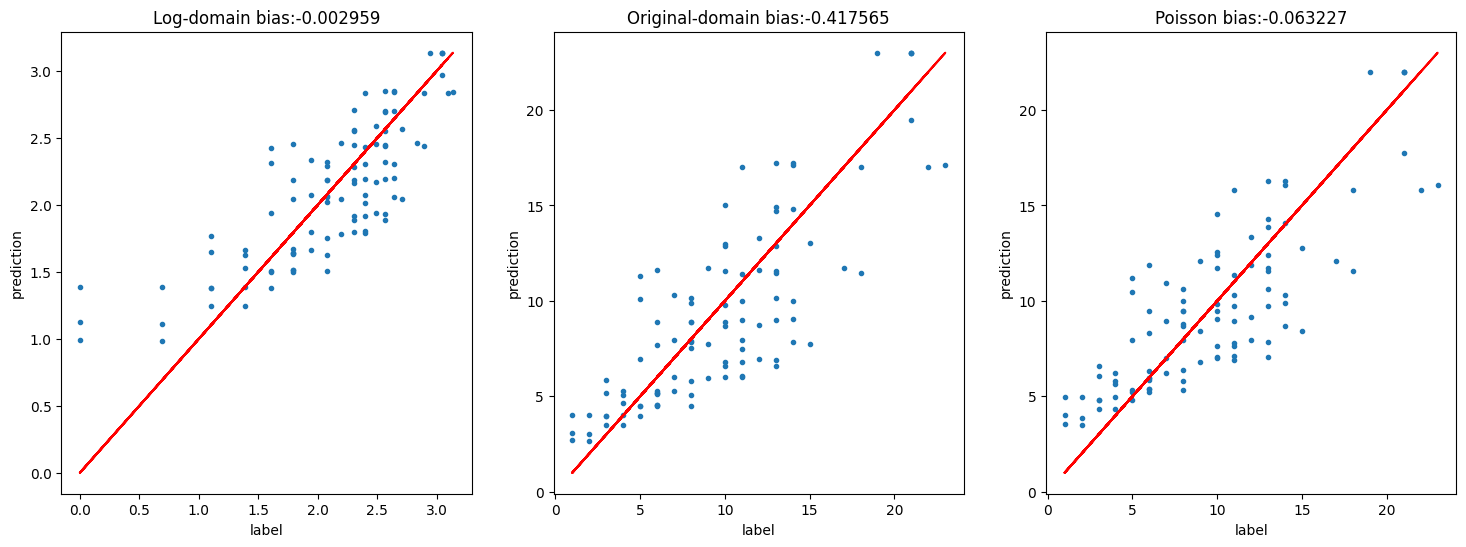 Log-domain bias:-0.002959
3.0
2.5
2.0
1.5
1.0
0.5
0.0
prediction
0.0 0.5 1.0 1.5 2.0 2.5 3.0
label
Original-domain bias:-0.417565
20
15
10
5
0
prediction
0 5 10 15 20
label
Poisson bias:-0.063227
20
15
10
5
0
prediction
0 5 10 15 20
label